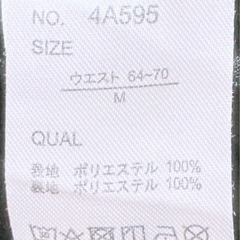 NO. 4A595
SIZE
ウエスト 64~70
M
QUAL
表地 ポリエステル 100%
裏地 ポリエステル 100%